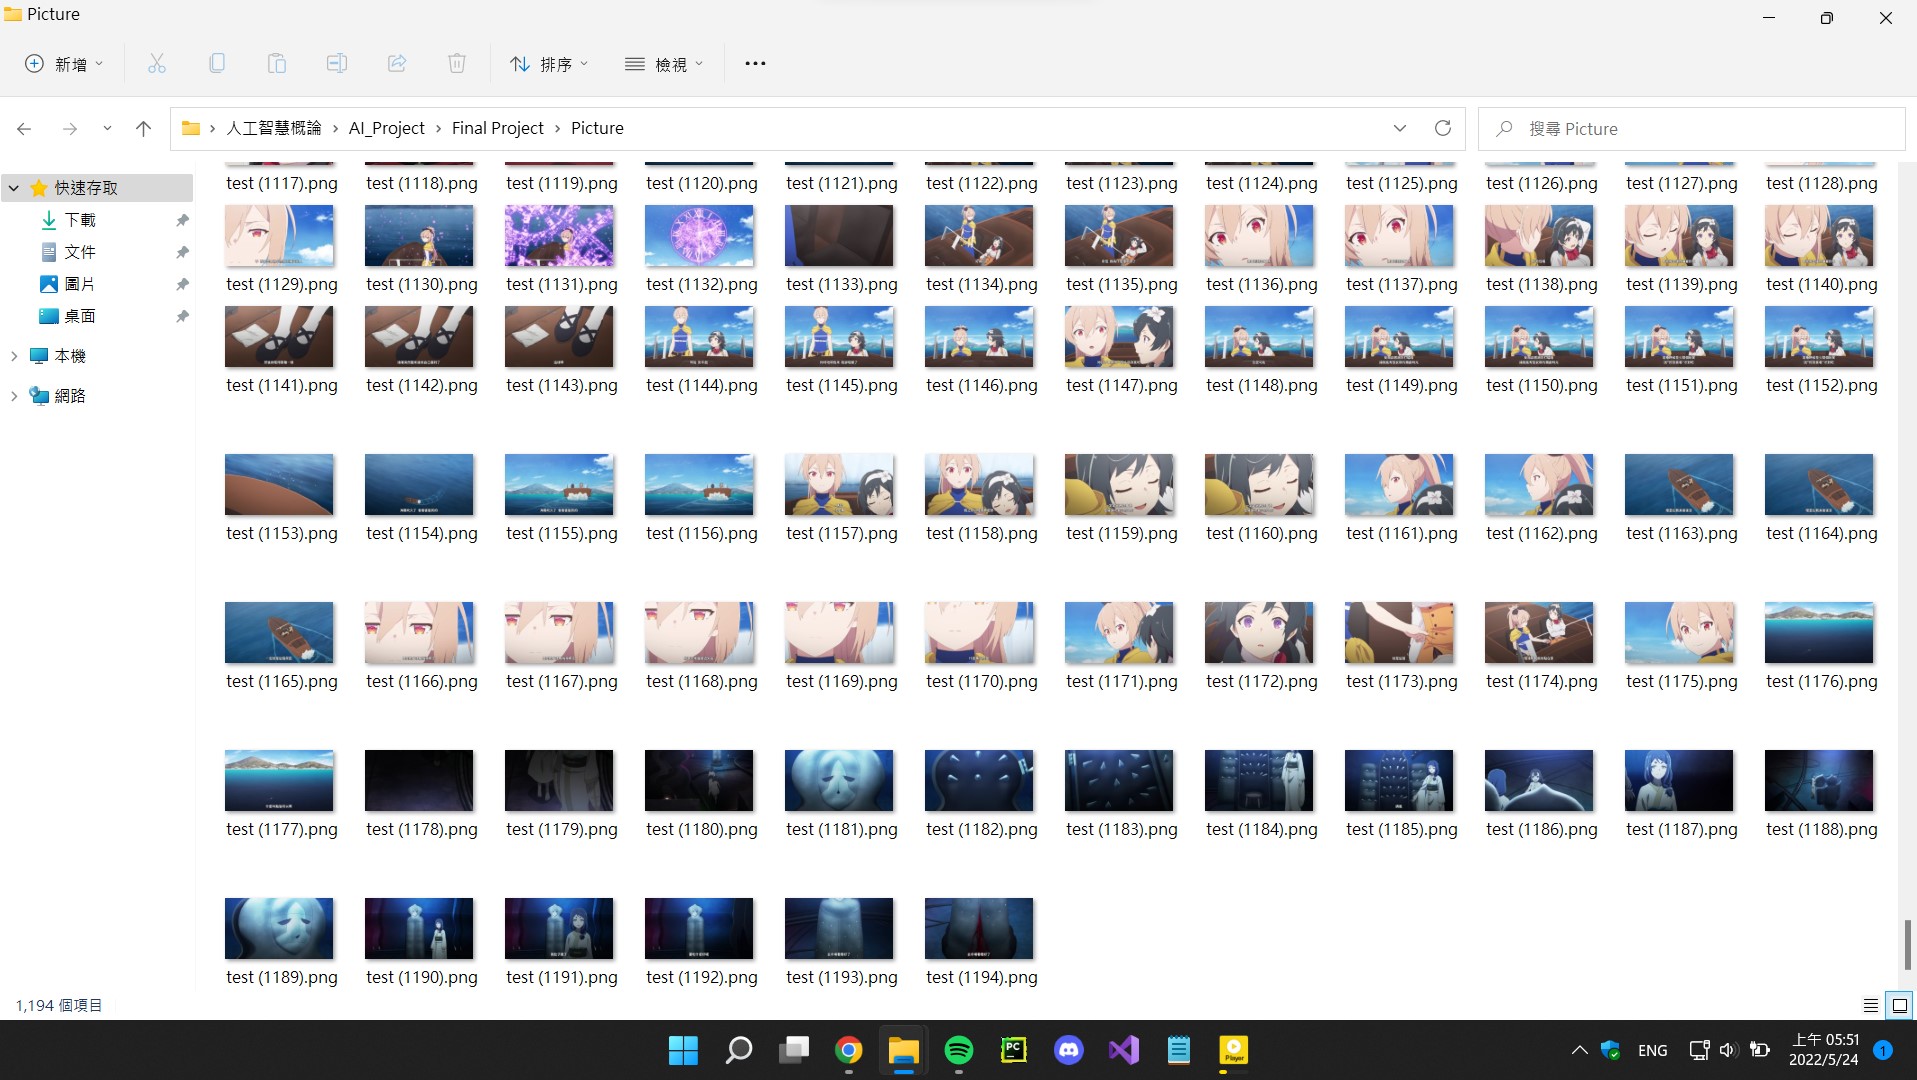 Picture
新增
排序
檢視
人工智慧概論 › AI_Project › Final Project › Picture
搜尋 Picture
快速存取
下載
文件
圖片
桌面
本機
網路
test (1117).png test (1118).png test (1119).png test (1120).png test (1121).png test (1122).png test (1123).png test (1124).png test (1125).png test (1126).png test (1127).png test (1128).png
test (1129).png test (1130).png test (1131).png test (1132).png test (1133).png test (1134).png test (1135).png test (1136).png test (1137).png test (1138).png test (1139).png test (1140).png
test (1141).png test (1142).png test (1143).png test (1144).png test (1145).png test (1146).png test (1147).png test (1148).png test (1149).png test (1150).png test (1151).png test (1152).png
test (1153).png test (1154).png test (1155).png test (1156).png test (1157).png test (1158).png test (1159).png test (1160).png test (1161).png test (1162).png test (1163).png test (1164).png
test (1165).png test (1166).png test (1167).png test (1168).png test (1169).png test (1170).png test (1171).png test (1172).png test (1173).png test (1174).png test (1175).png test (1176).png
test (1177).png test (1178).png test (1179).png test (1180).png test (1181).png test (1182).png test (1183).png test (1184).png test (1185).png test (1186).png test (1187).png test (1188).png
test (1189).png test (1190).png test (1191).png test (1192).png test (1193).png test (1194).png
1,194 個項目
PC
Player
ENG
上午 05:51
2022/5/24
1